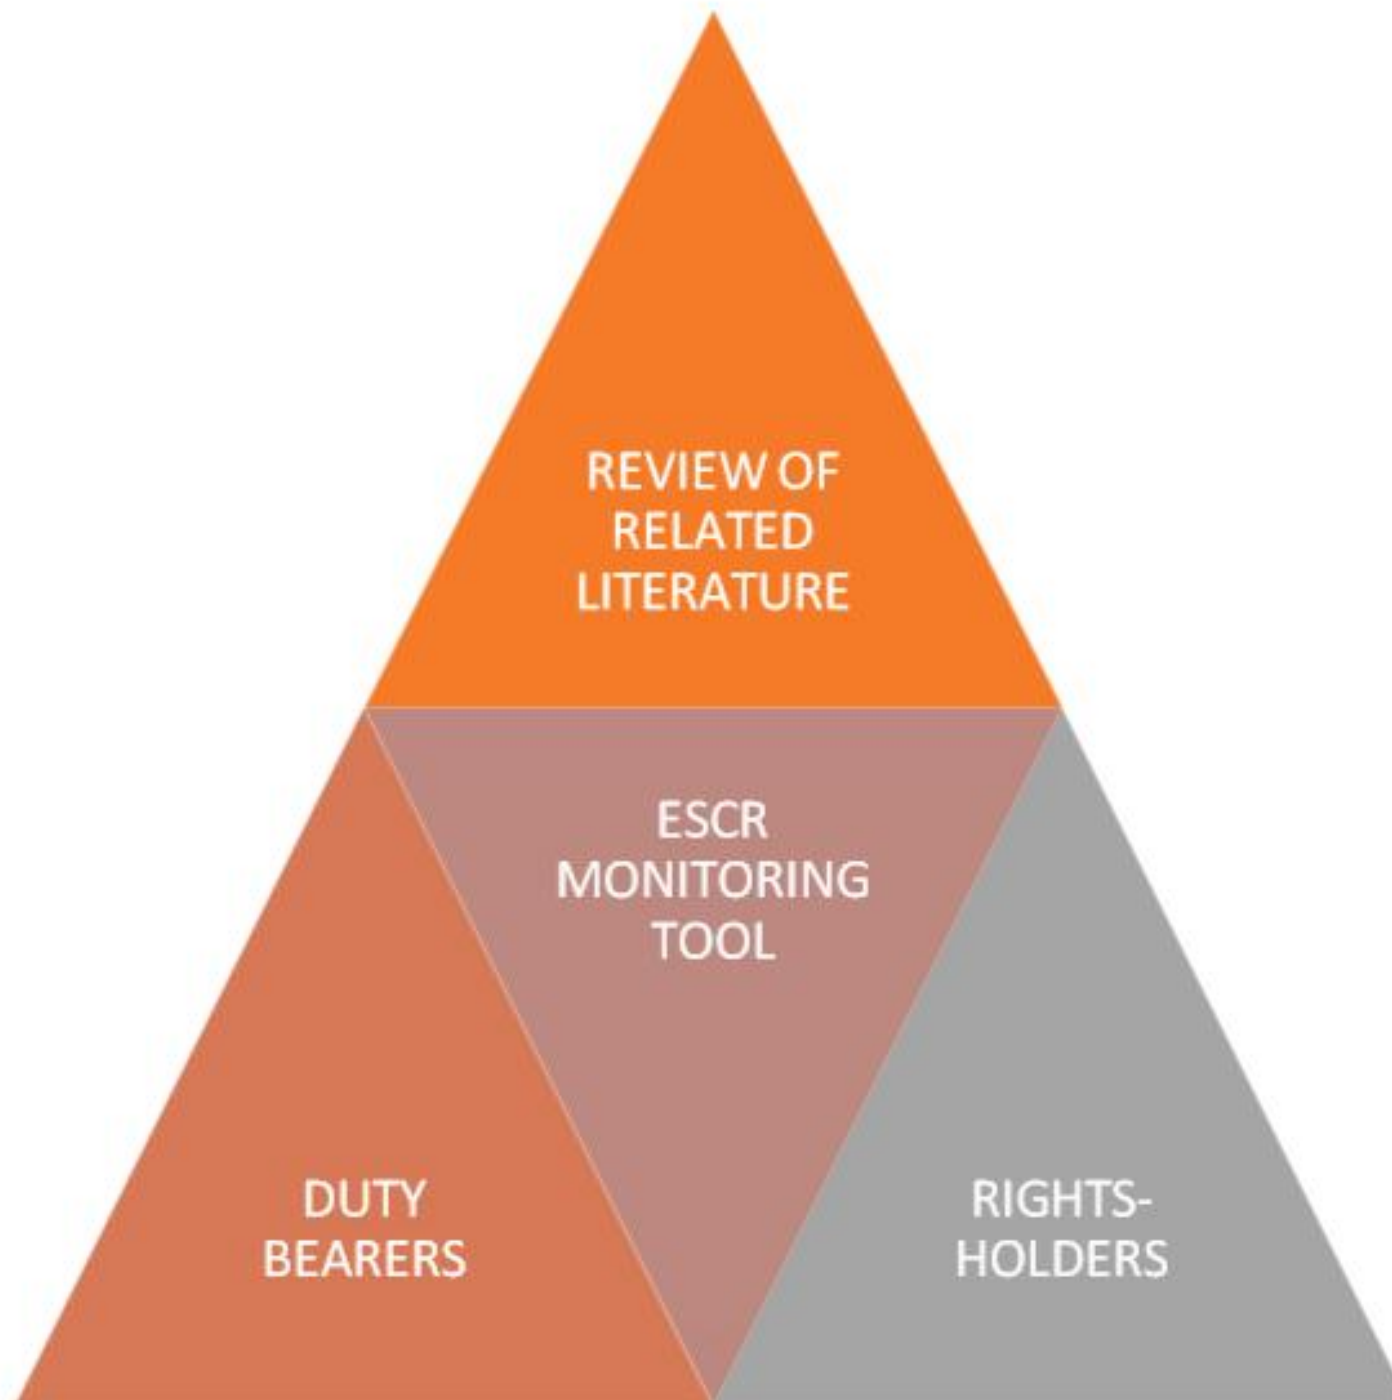 REVIEW OF
RELATED
LITERATURE
ESCR
MONITORING
TOOL
DUTY
BEARERS
RIGHTS-
HOLDERS